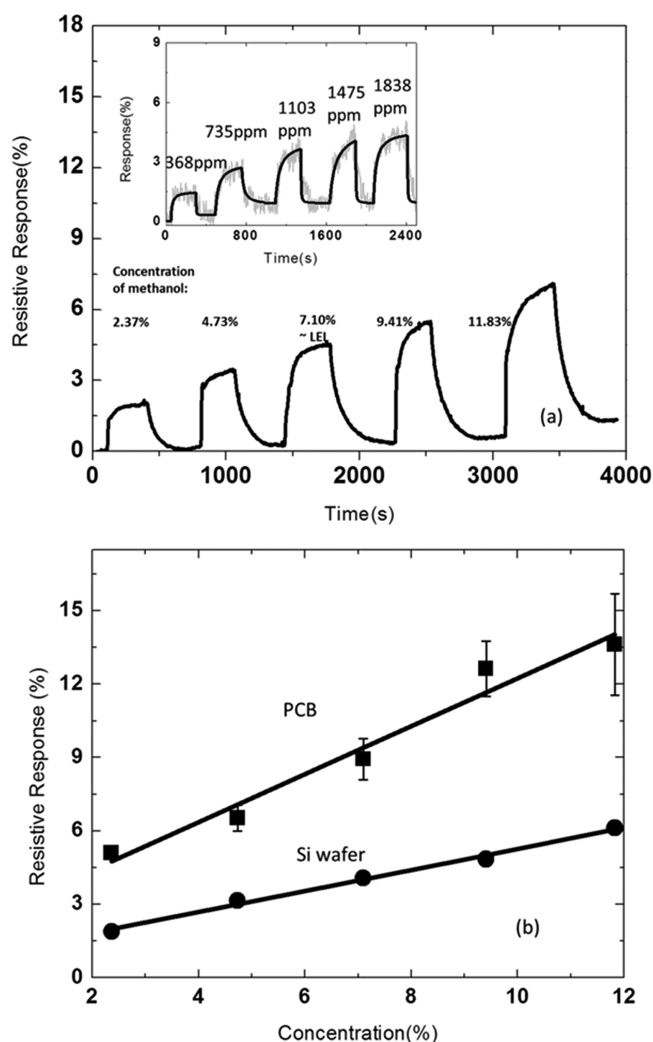 18
15
12
9
6
3
0
Resistive Response(%)
9
6
3
0
Response(%)
368ppm
735ppm
1103
ppm
1475
ppm
1838
ppm
0 800 1600 2400
Time(s)
Concentration
of methanol:
2.37% 4.73% 7.10% 9.41% 11.83%
~ LEL
(a)
0 1000 2000 3000 4000
Time(s)
15
12
9
6
3
0
Resistive Response (%)
PCB
Si wafer
(b)
2 4 6 8 10 12
Concentration(%)